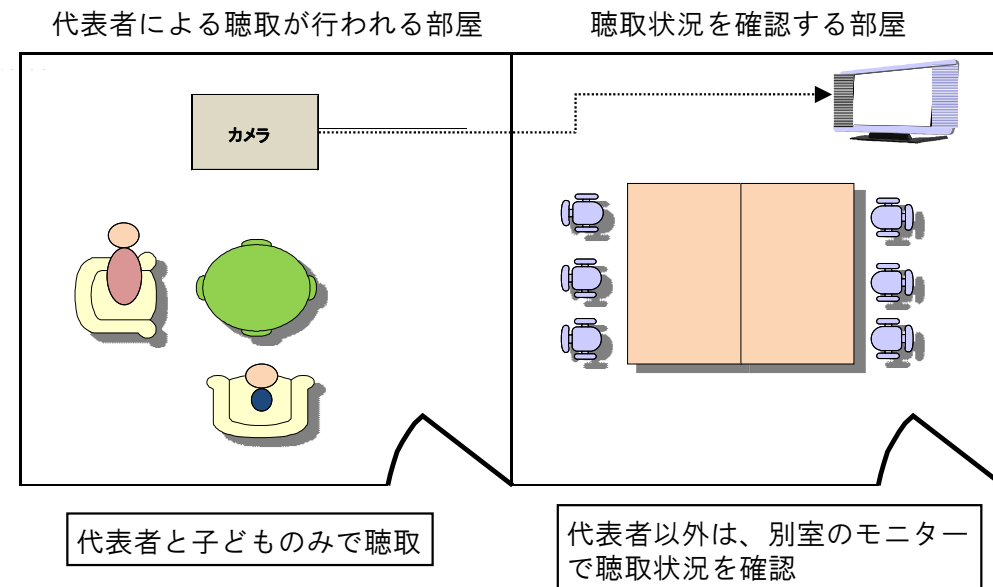 代表者による聴取が行われる部屋
聴取状況を確認する部屋
カメラ
代表者と子どものみで聴取
代表者以外は、別室のモニター
で聴取状況を確認